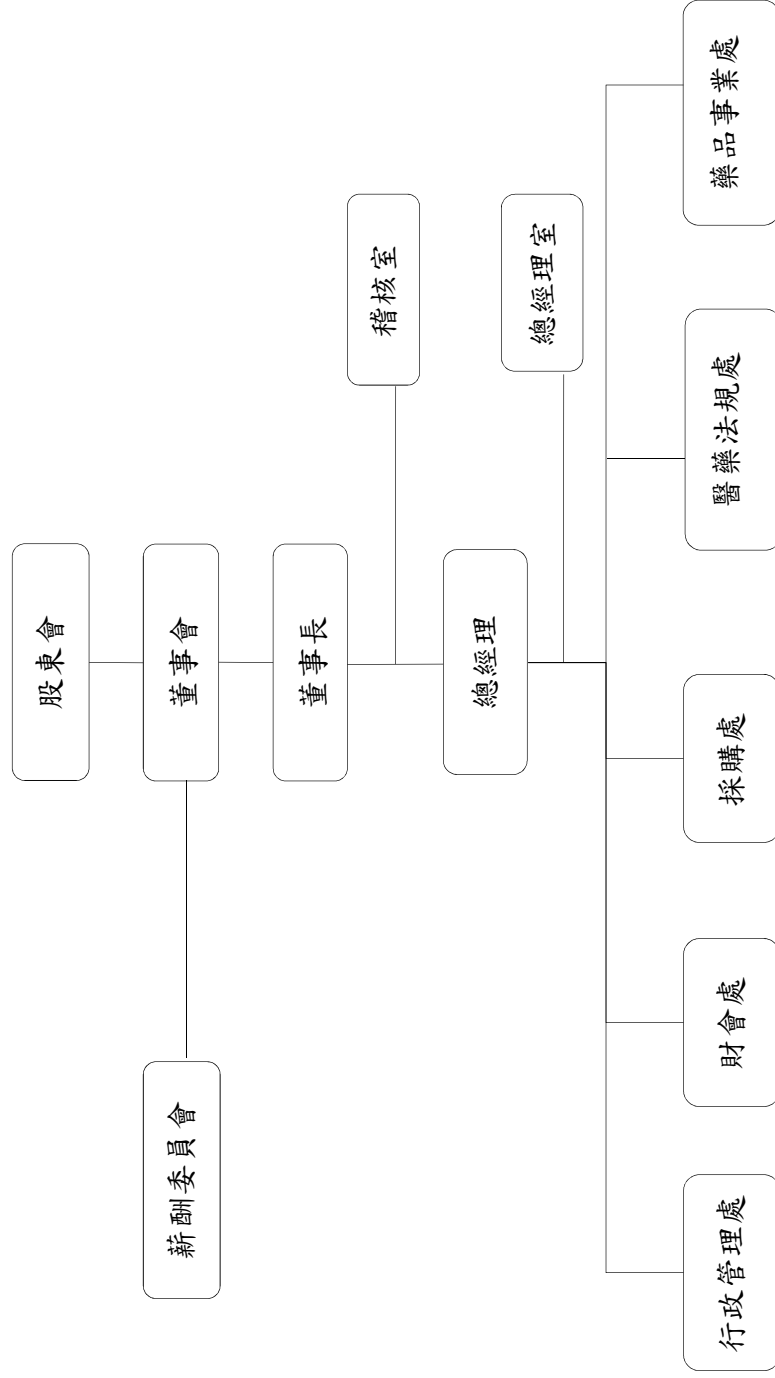 股東會
董事會
薪酬委員會
董事長
稽核室
總經理
總經理室
行政管理處
財會處
採購處
醫藥法規處
藥品事業處